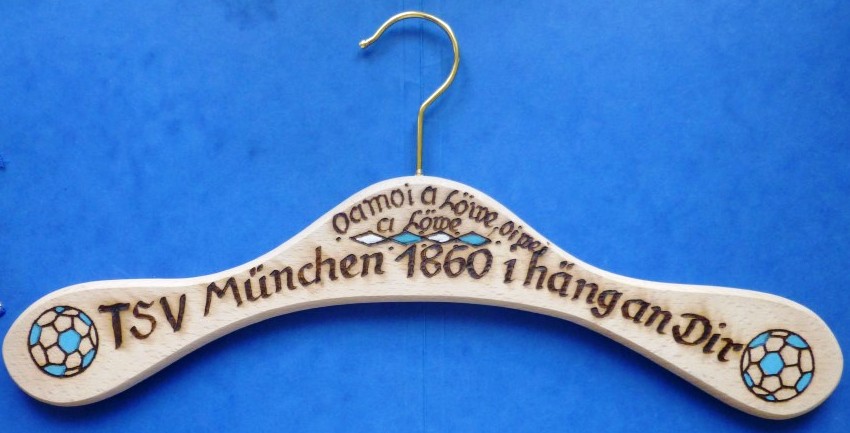 oamoi a Löwe, oiwei
a Löwe
TSV München 1860 i häng an Dir